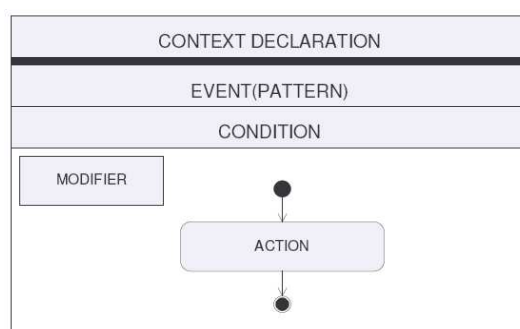 CONTEXT DECLARATION
EVENT(PATTERN)
CONDITION
MODIFIER
ACTION